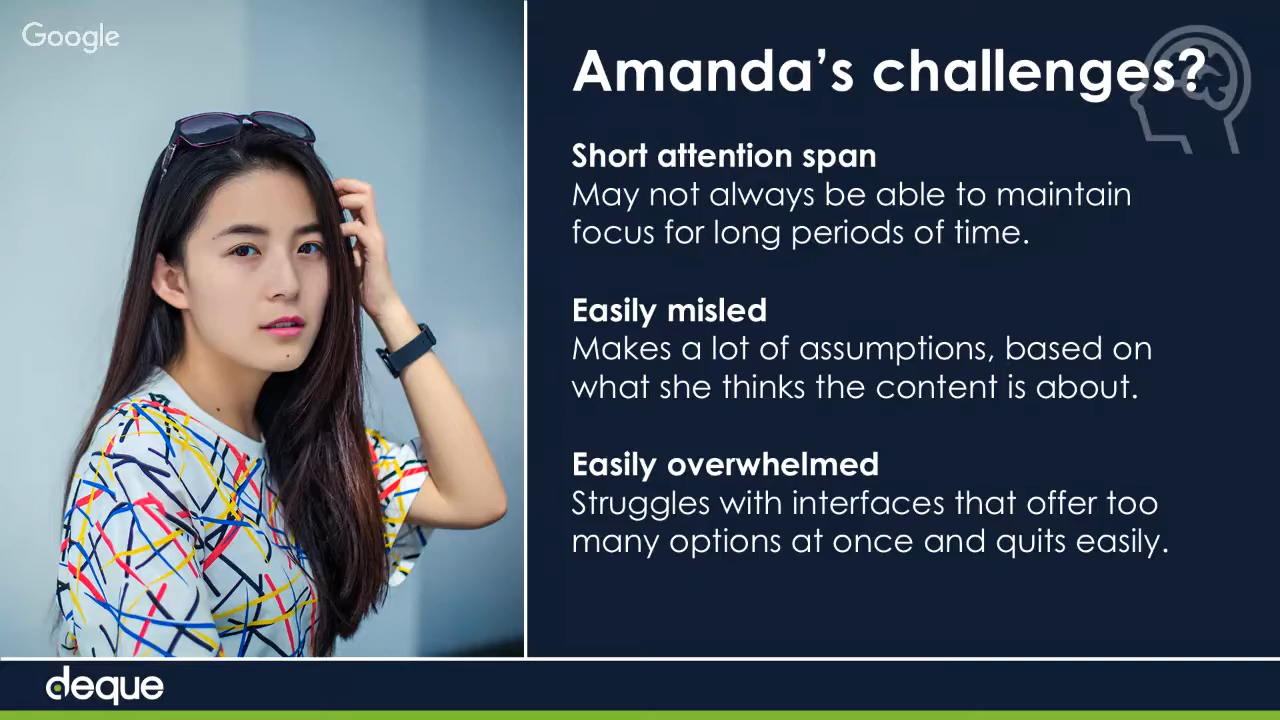 Google
Amanda’s challenges?
Short attention span
May not always be able to maintain
focus for long periods of time.
Easily misled
Makes a lot of assumptions, based on
what she thinks the content is about.
Easily overwhelmed
Struggles with interfaces that offer too
many options at once and quits easily.
deque